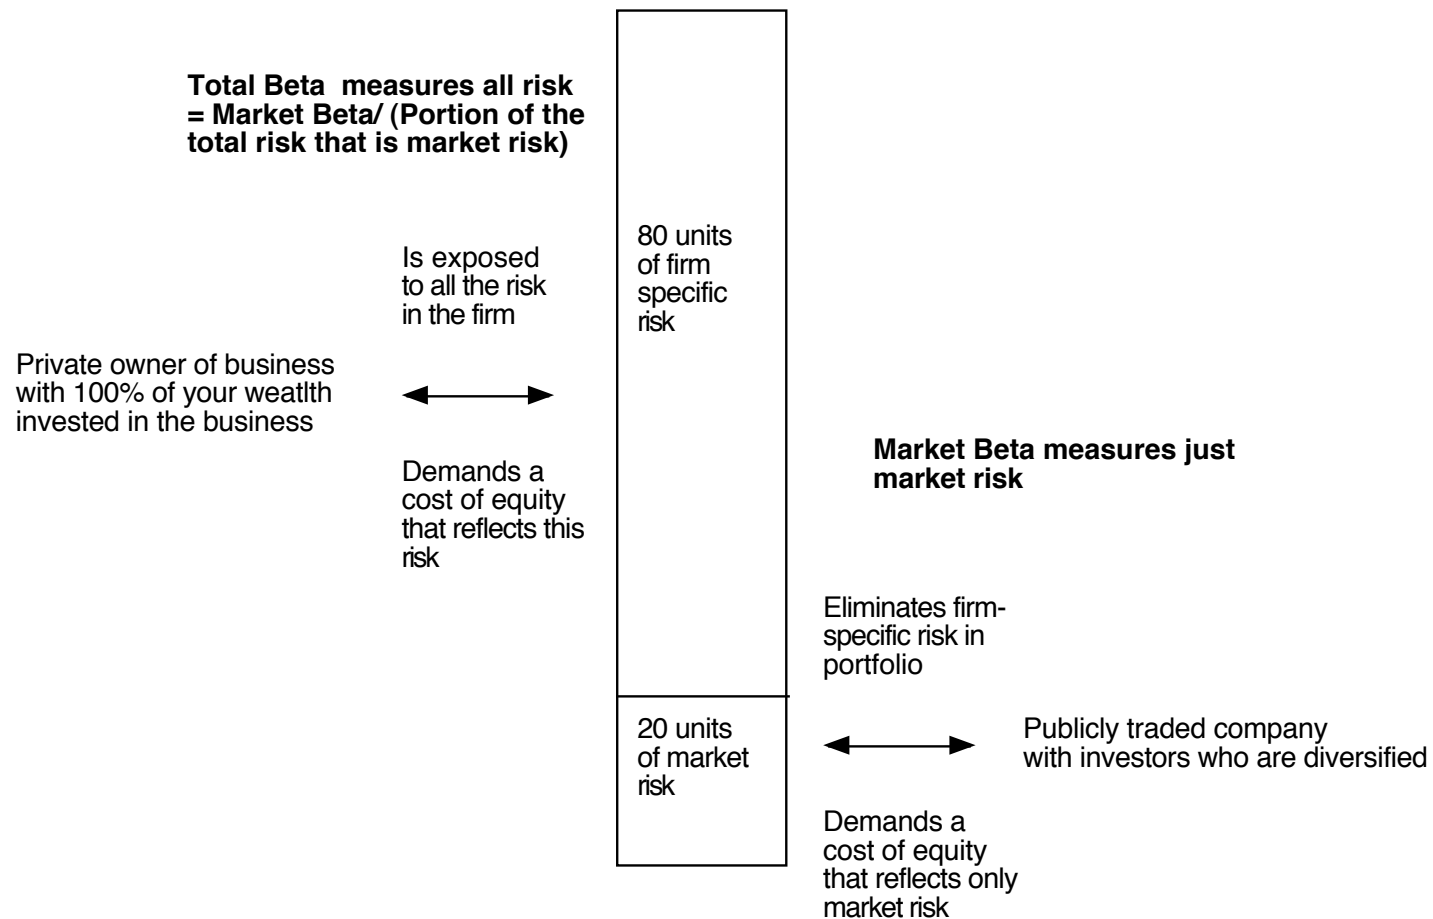 Total Beta  measures all risk
= Market Beta/ (Portion of the
total risk that is market risk)
80 units
of firm
specific
risk
Is exposed
to all the risk
in the firm
Private owner of business
with 100% of your weatlth
invested in the business
Demands a
cost of equity
that reflects this
risk
Market Beta measures just
market risk
Eliminates firm-
specific risk in
portfolio
20 units
of market
risk
Publicly traded company
with investors who are diversified
Demands a
cost of equity
that reflects only
market risk